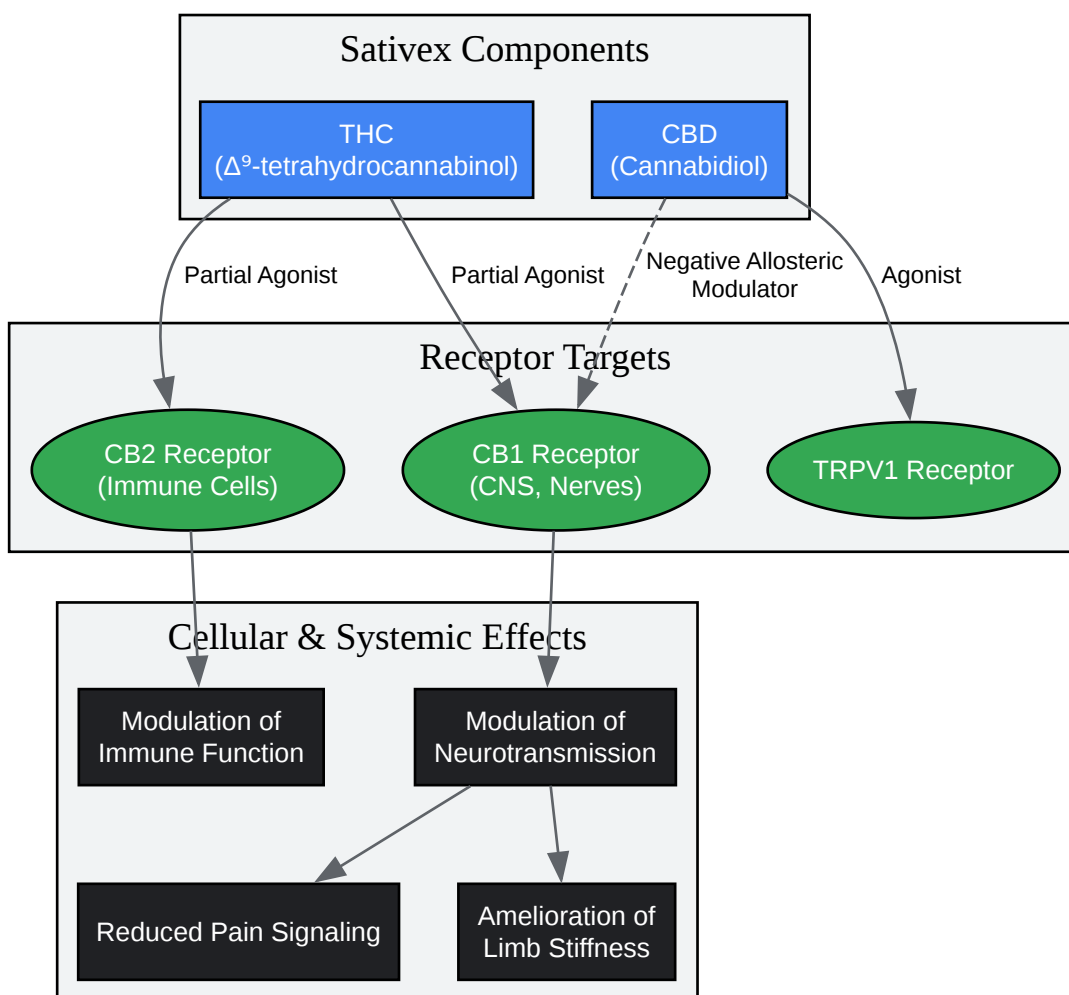 Sativex Components
THC
(Δ⁹-tetrahydrocannabinol)
CBD
(Cannabidiol)
Partial Agonist
Partial Agonist
Negative Allosteric
Modulator
Agonist
Receptor Targets
CB2 Receptor
(Immune Cells)
CB1 Receptor
(CNS, Nerves)
TRPV1 Receptor
Cellular & Systemic Effects
Modulation of
Immune Function
Modulation of
Neurotransmission
Reduced Pain Signaling
Amelioration of
Limb Stiffness